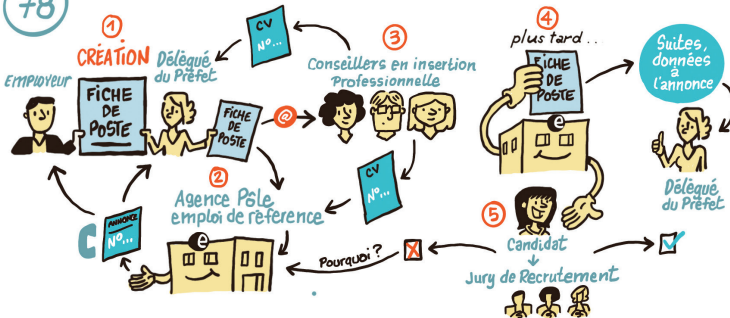 78
①
CRÉATION
EMPLOYEUR
FICHE
DE
POSTE
Délégué
du Préfet
FICHE
DE
POSTE
@
CV
N°...
③
Conseillers en insertion
Professionnelle
②
Agence Pôle
emploi de référence
e
ANNONCE
N°...
CV
N°...
Pourquoi ?
④
plus tard..
FICHE
DE
POSTE
e
Suites,
données
à
l'annonce
Délégué
du Préfet
⑤
Candidat
Jury de Recrutement